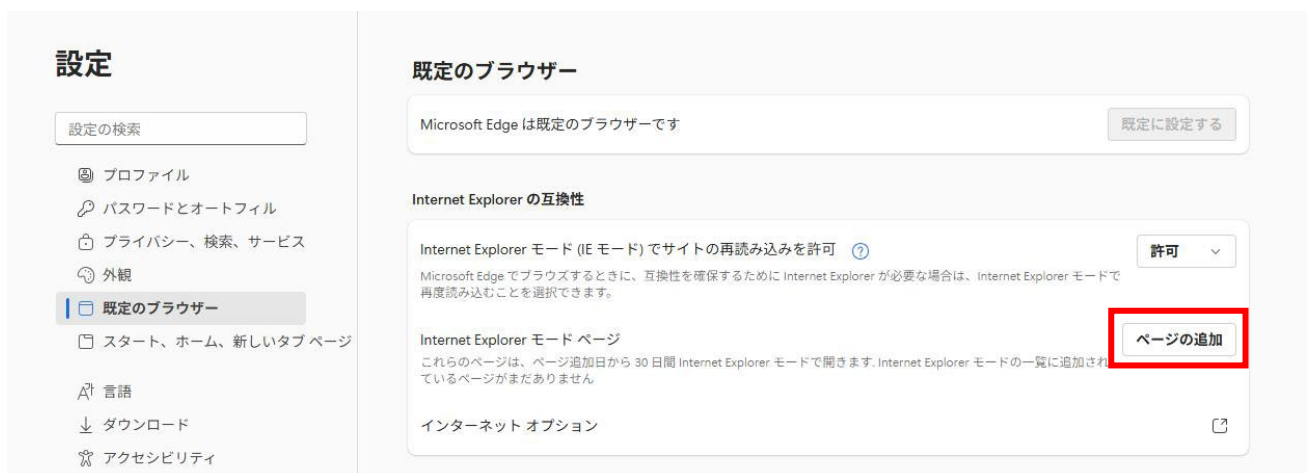 設定
設定の検索
プロファイル
パスワードとオートフィル
プライバシー、検索、サービス
外観
既定のブラウザー
スタート、ホーム、新しいタブ ページ
言語
ダウンロード
アクセシビリティ
既定のブラウザー
Microsoft Edge は既定のブラウザーです
既定に設定する
Internet Explorer の互換性
Internet Explorer モード (IE モード) でサイトの再読み込みを許可
許可
Microsoft Edge でブラウズするときに、互換性を確保するために Internet Explorer が必要な場合は、Internet Explorer モードで
再度読み込むことを選択できます。
Internet Explorer モード ページ
ページの追加
これらのページは、ページ追加日から 30 日間 Internet Explorer モードで開きます. Internet Explorer モードの一覧に追加され
ているページがまだありません
インターネット オプション